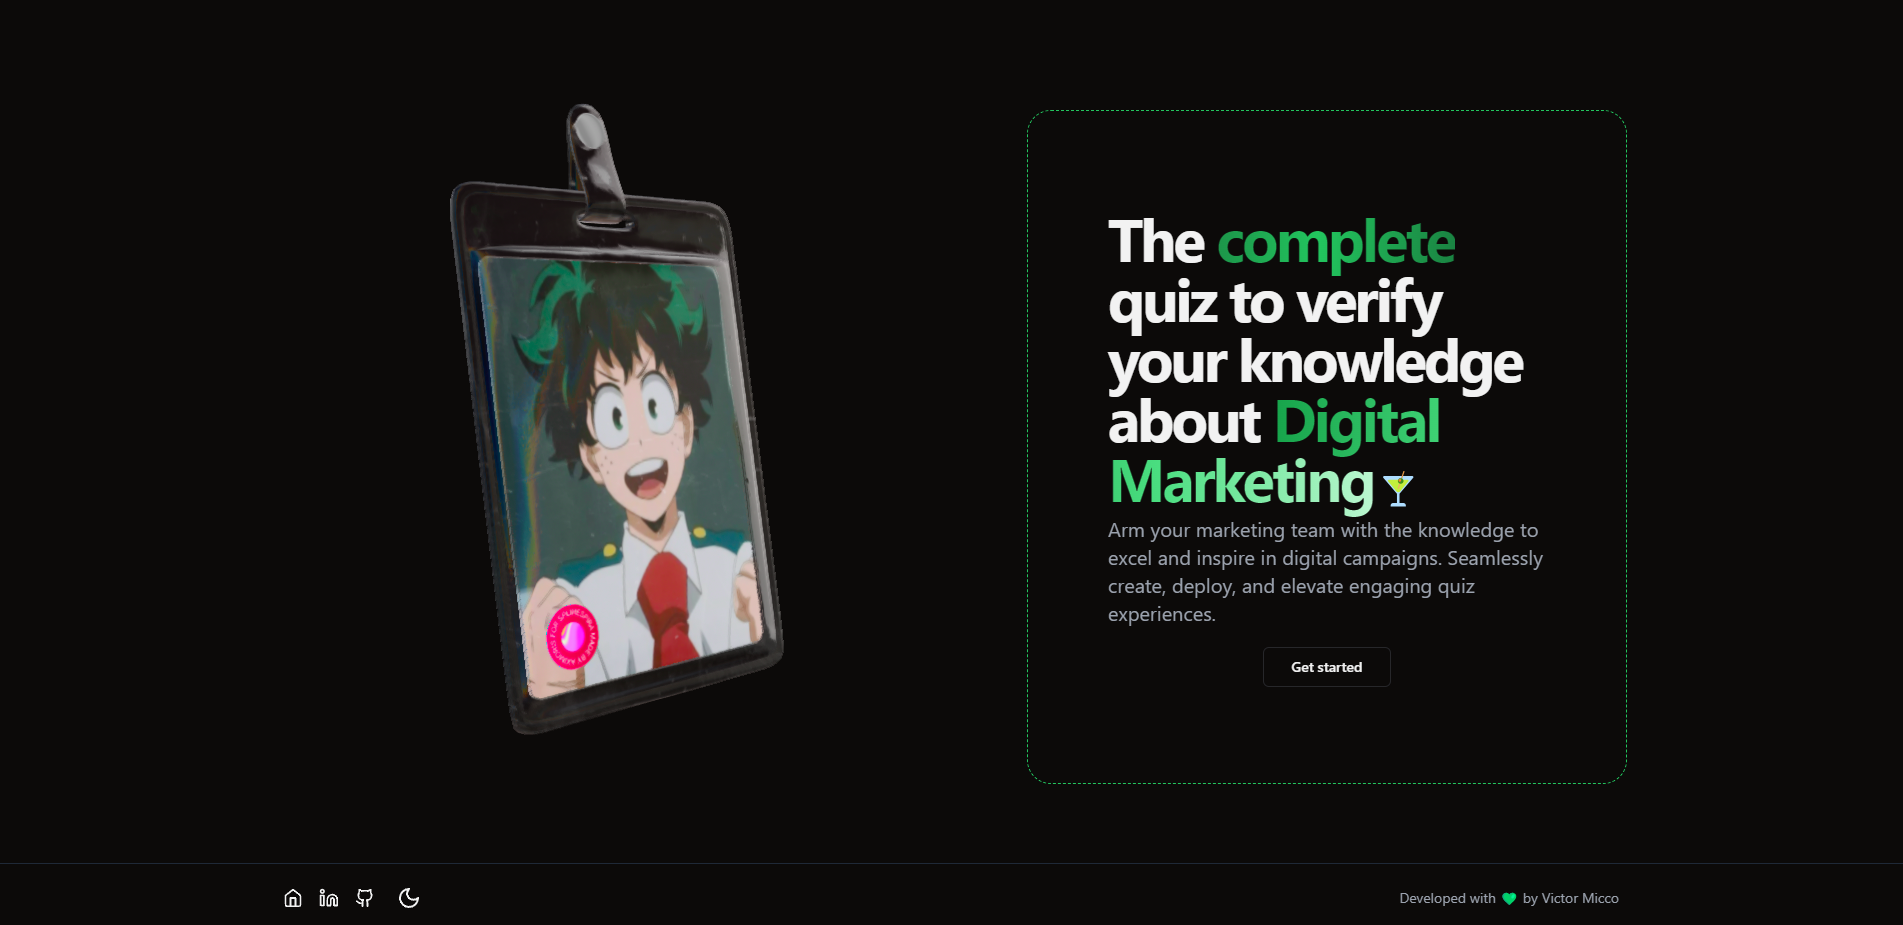 The complete
quiz to verify
your knowledge
about Digital
Marketing
Arm your marketing team with the knowledge to
excel and inspire in digital campaigns. Seamlessly
create, deploy, and elevate engaging quiz
experiences.
Get started
Developed with by Victor Micco